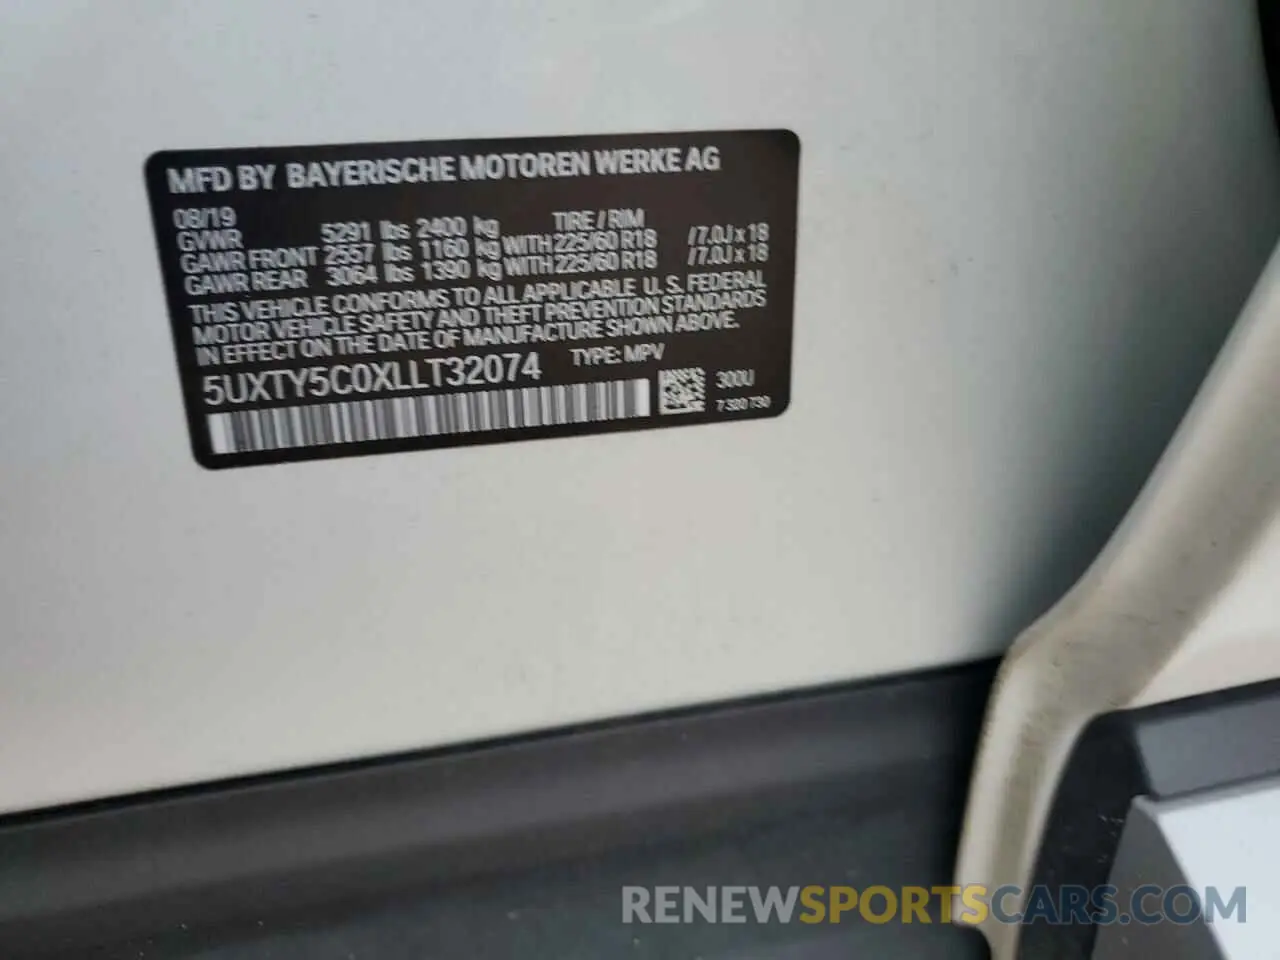 MFD BY BAYERISCHE MOTOREN WERKE AG
08/19 TIRE / RIM
GVWR 5291 lbs 2400 kg
GAWR FRONT 2557 lbs 1160 kg WITH 225/60 R18 / 7.0J x 18
GAWR REAR 3064 lbs 1390 kg WITH 225/60 R18 / 7.0J x 18
THIS VEHICLE CONFORMS TO ALL APPLICABLE U. S. FEDERAL
MOTOR VEHICLE SAFETY AND THEFT PREVENTION STANDARDS
IN EFFECT ON THE DATE OF MANUFACTURE SHOWN ABOVE.
5UXTY5C0XLLT32074 TYPE: MPV
300U
7 320 730
RENEWSPORTSCARS.COM